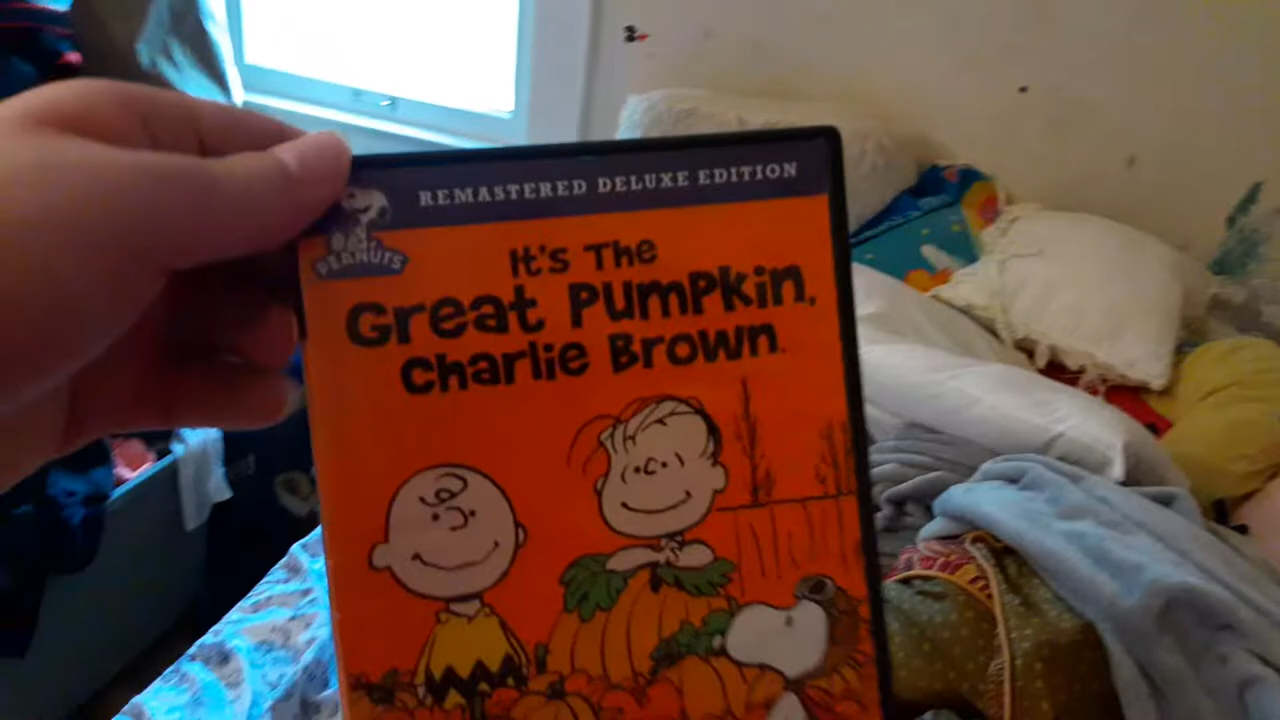 REMASTERED DELUXE EDITION
PEANUTS
It's The
Great Pumpkin,
Charlie Brown.